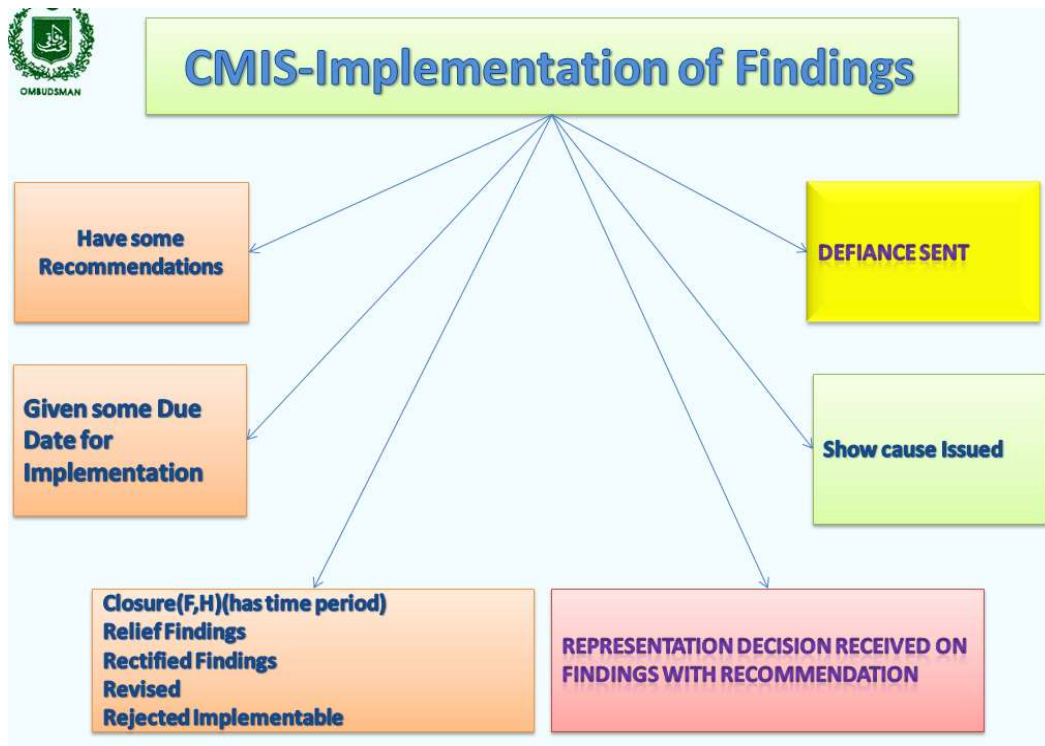 OMBUDSMAN
CMIS-Implementation of Findings
Have some
Recommendations
DEFIANCE SENT
Given some Due
Date for
Implementation
Show cause Issued
Closure(F,H)(has time period)
Relief Findings
Rectified Findings
Revised
Rejected Implementable
REPRESENTATION DECISION RECEIVED ON
FINDINGS WITH RECOMMENDATION